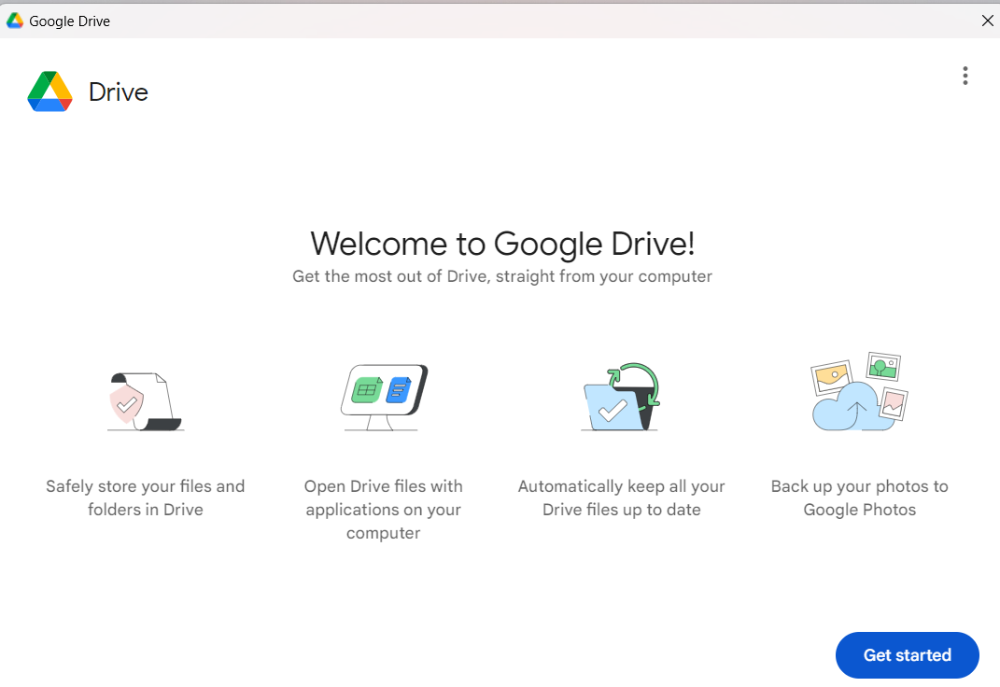 Google Drive
Drive
Welcome to Google Drive!
Get the most out of Drive, straight from your computer
Safely store your files and
folders in Drive
Open Drive files with
applications on your
computer
Automatically keep all your
Drive files up to date
Back up your photos to
Google Photos
Get started